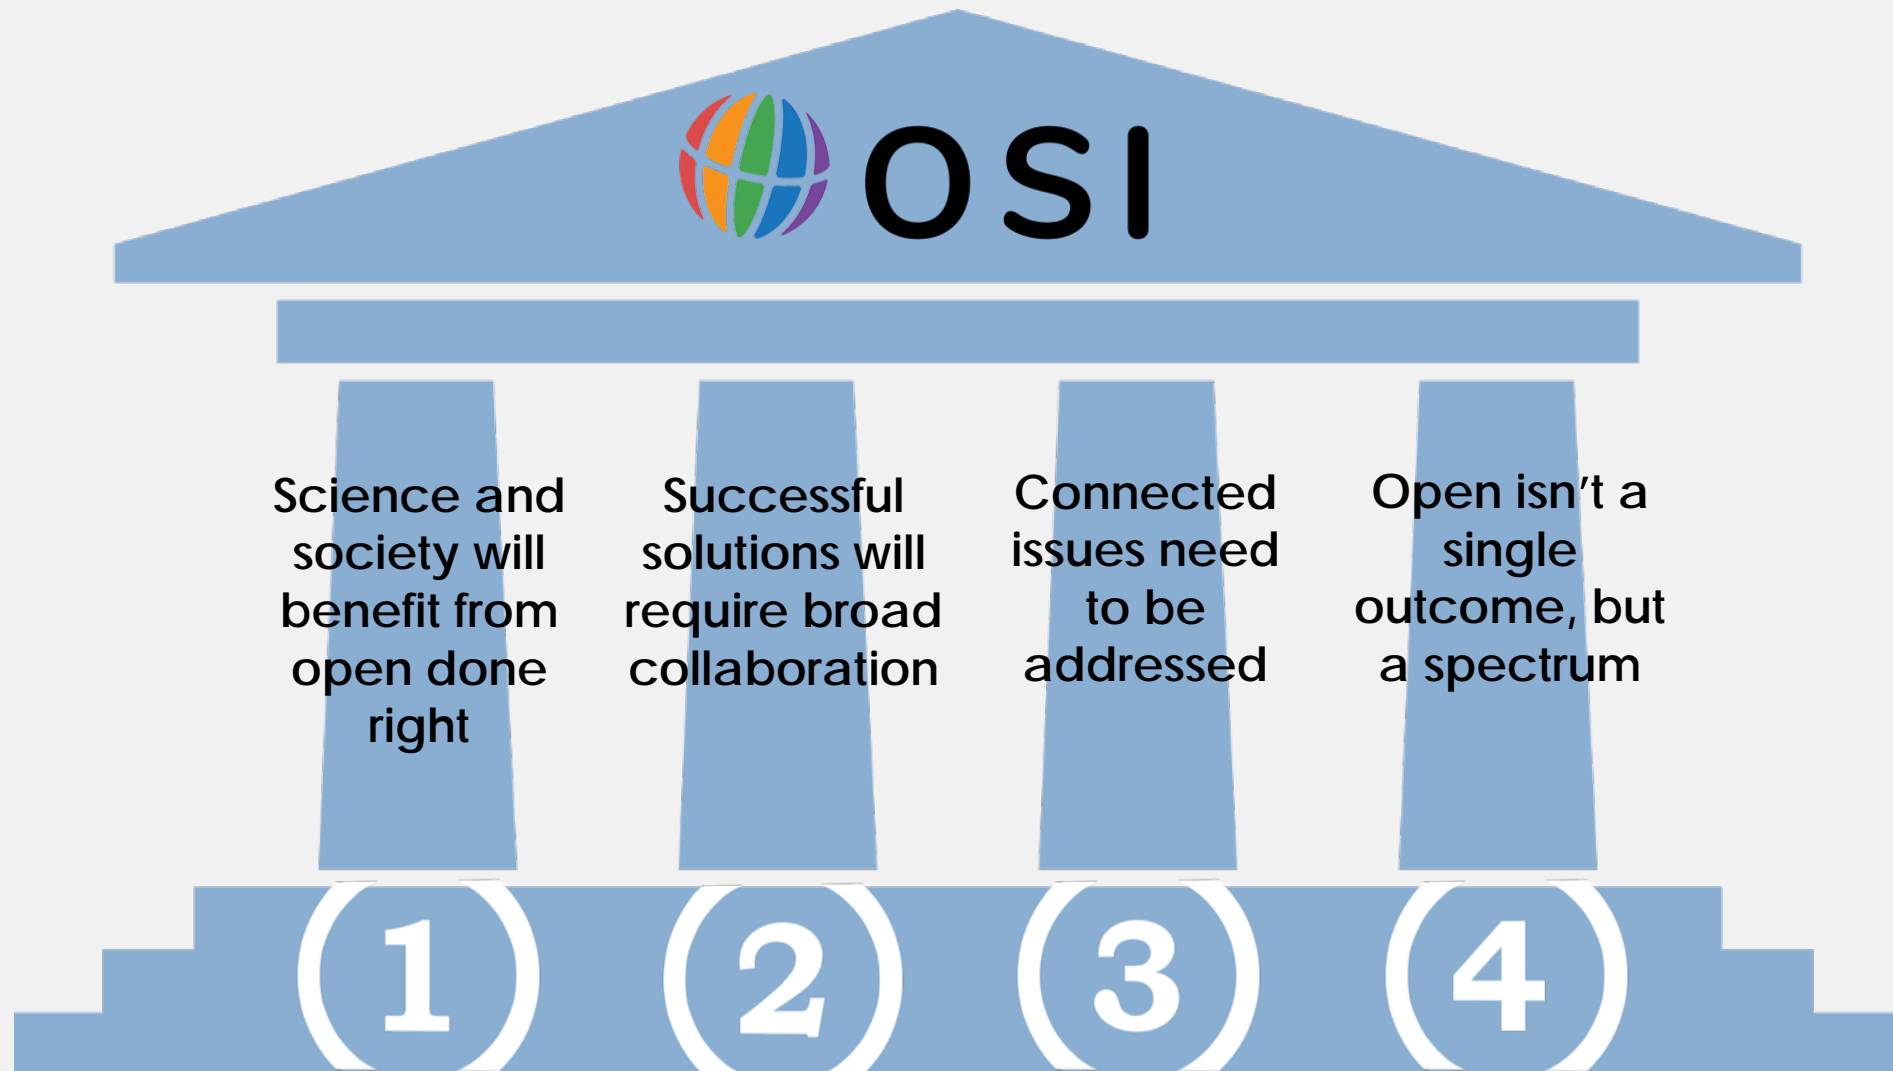 OSI
Science and
society will
benefit from
open done
right
Successful
solutions will
require broad
collaboration
Connected
issues need
to be
addressed
Open isn’t a
single
outcome, but
a spectrum
1
2
3
4